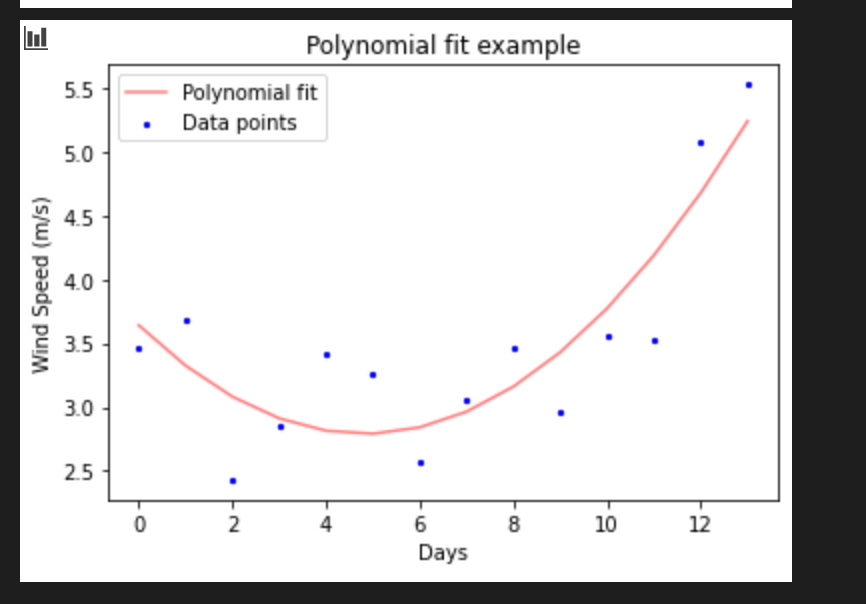 Polynomial fit example
Polynomial fit
Data points
5.5
5.0
4.5
4.0
3.5
3.0
2.5
Wind Speed (m/s)
0 2 4 6 8 10 12
Days